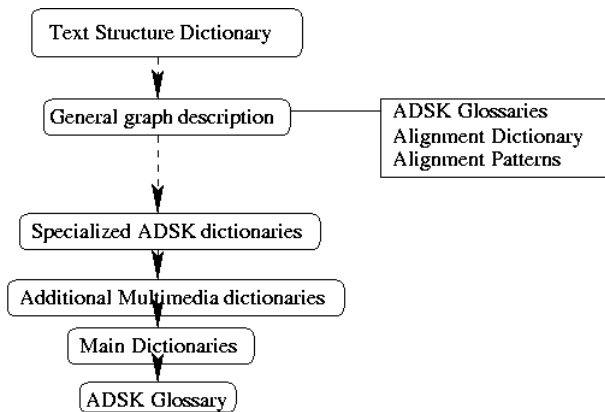 Text Structure Dictionary
General graph description
ADSK Glossaries
Alignment Dictionary
Alignment Patterns
Specialized ADSK dictionaries
Additional Multimedia dictionaries
Main Dictionaries
ADSK Glossary